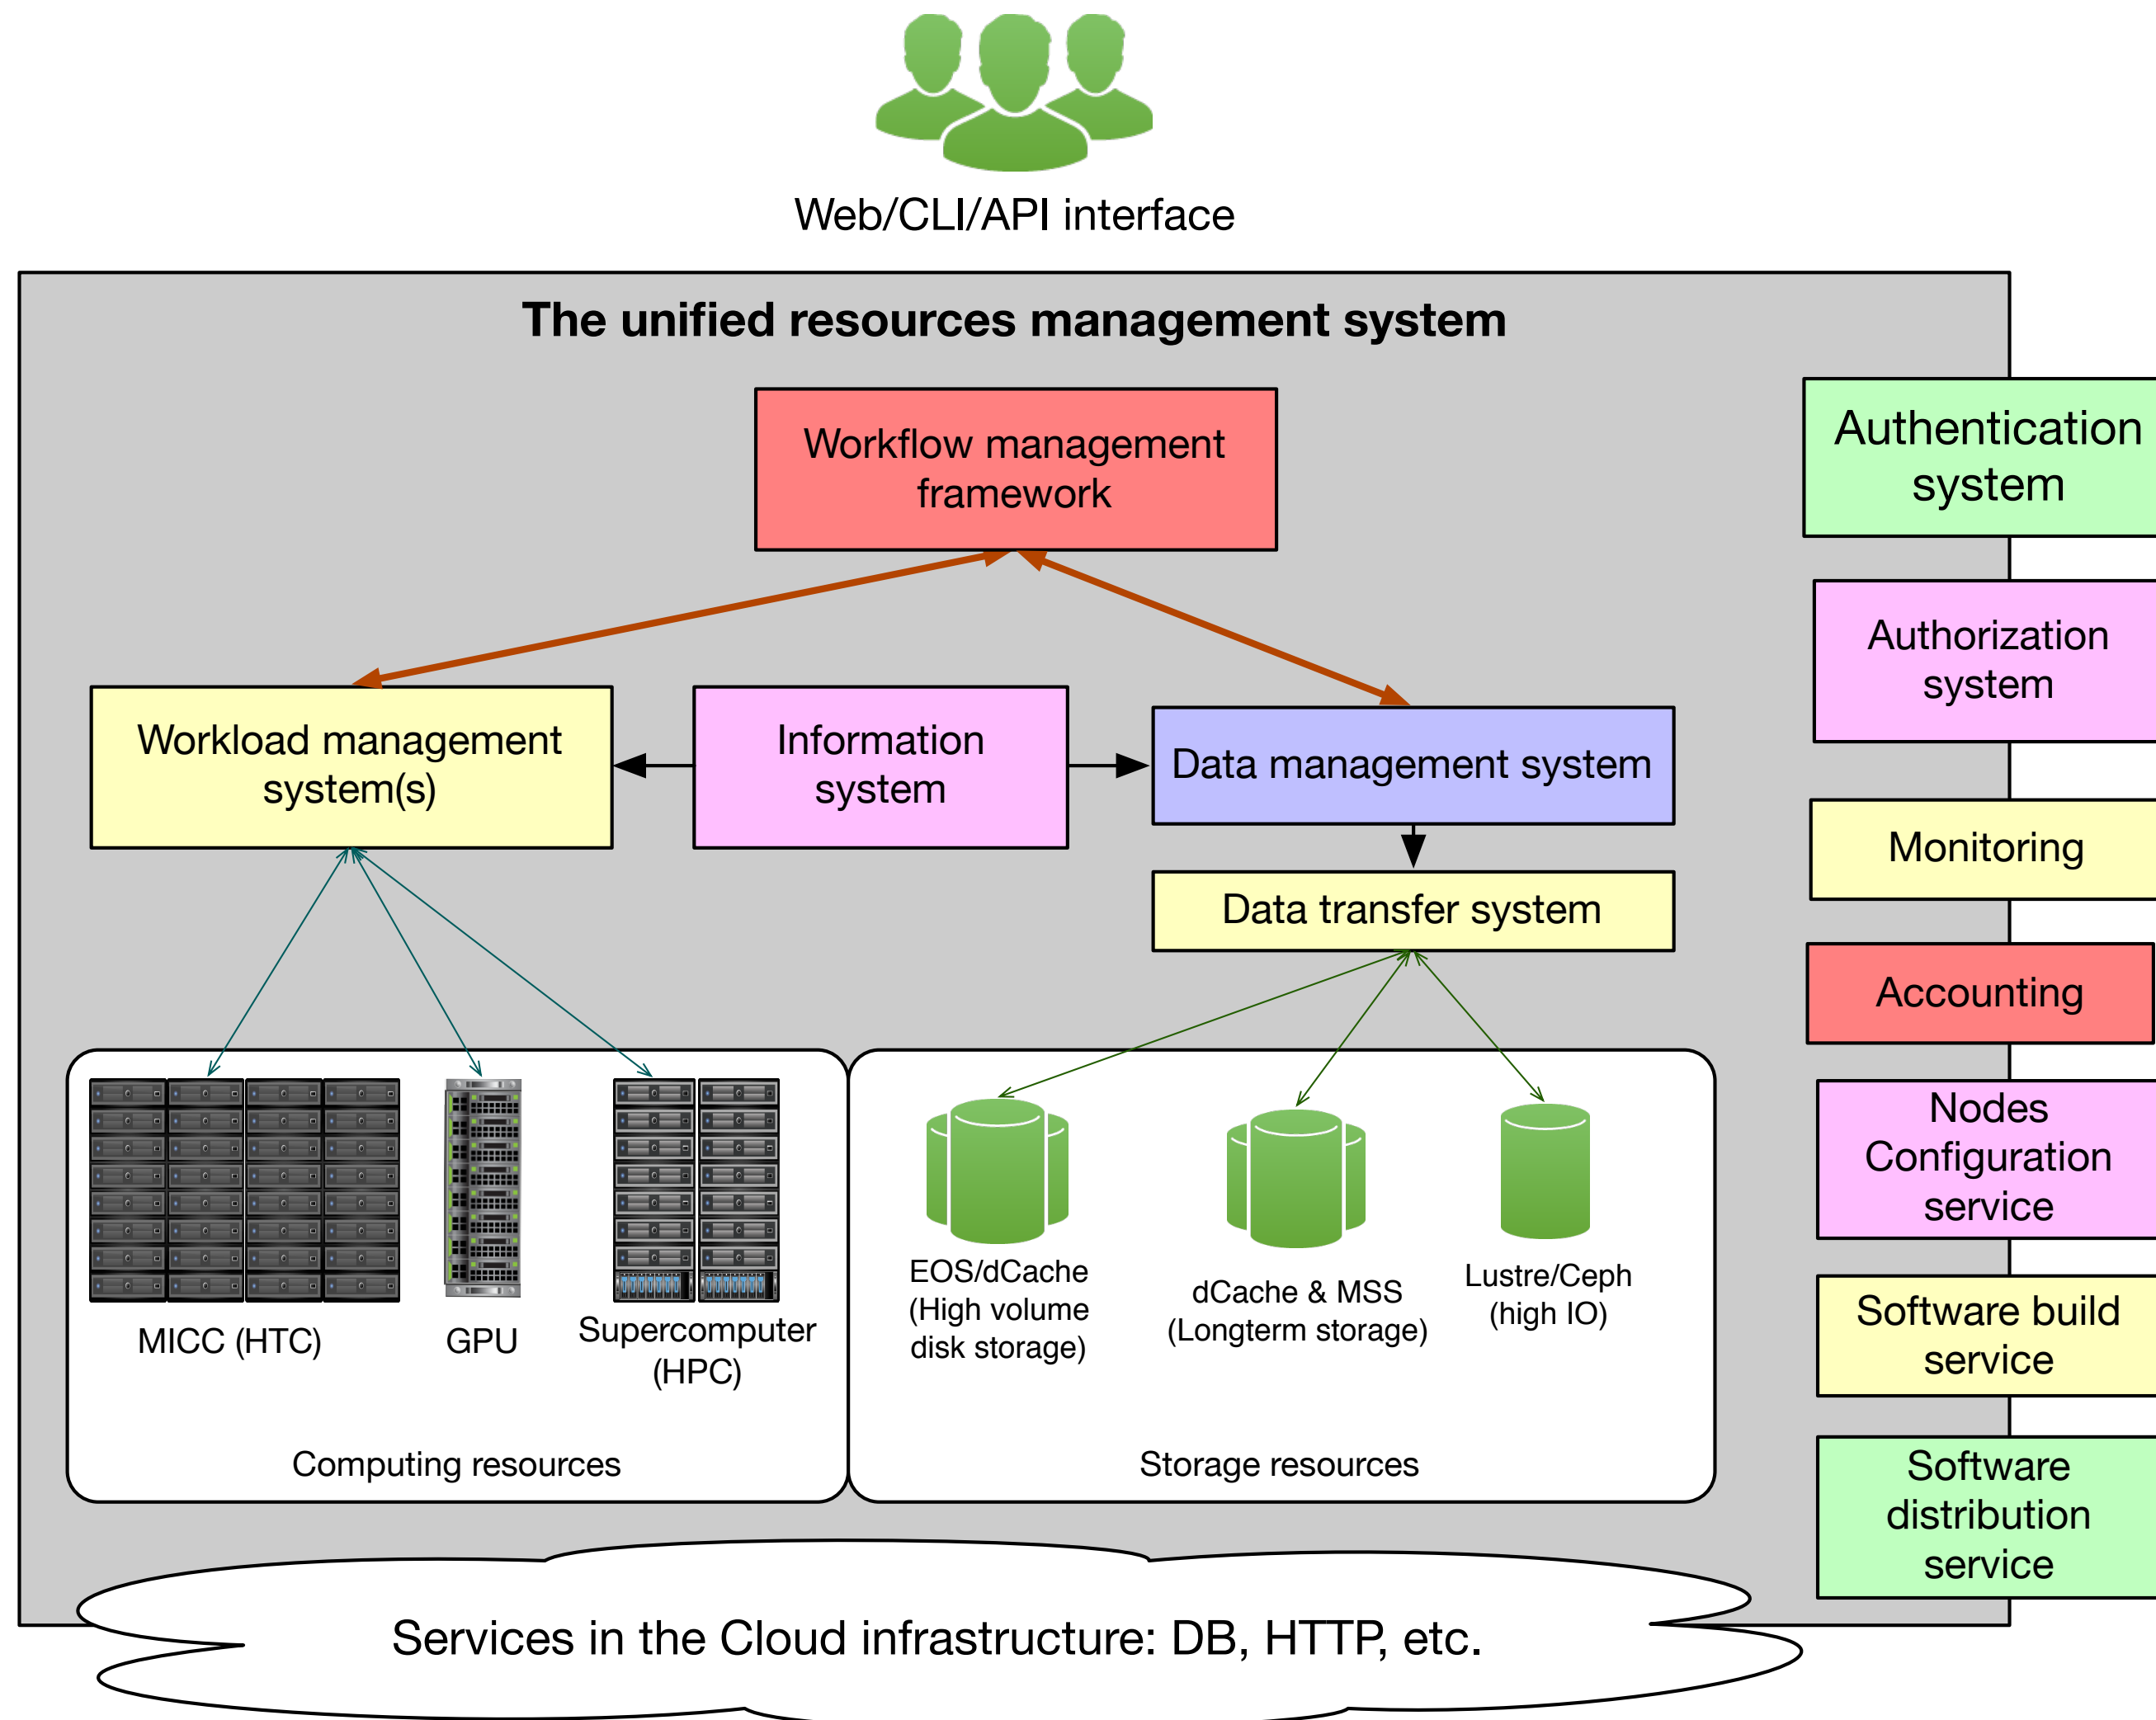 Web/CLI/API interface
The unified resources management system
Workflow management
framework
Workload management
system(s)
Information
system
Data management system
Data transfer system
MICC (HTC)
GPU
Supercomputer
(HPC)
Computing resources
EOS/dCache
(High volume
disk storage)
dCache & MSS
(Longterm storage)
Lustre/Ceph
(high IO)
Storage resources
Services in the Cloud infrastructure: DB, HTTP, etc.
Authentication
system
Authorization
system
Monitoring
Accounting
Nodes
Configuration
service
Software build
service
Software
distribution
service